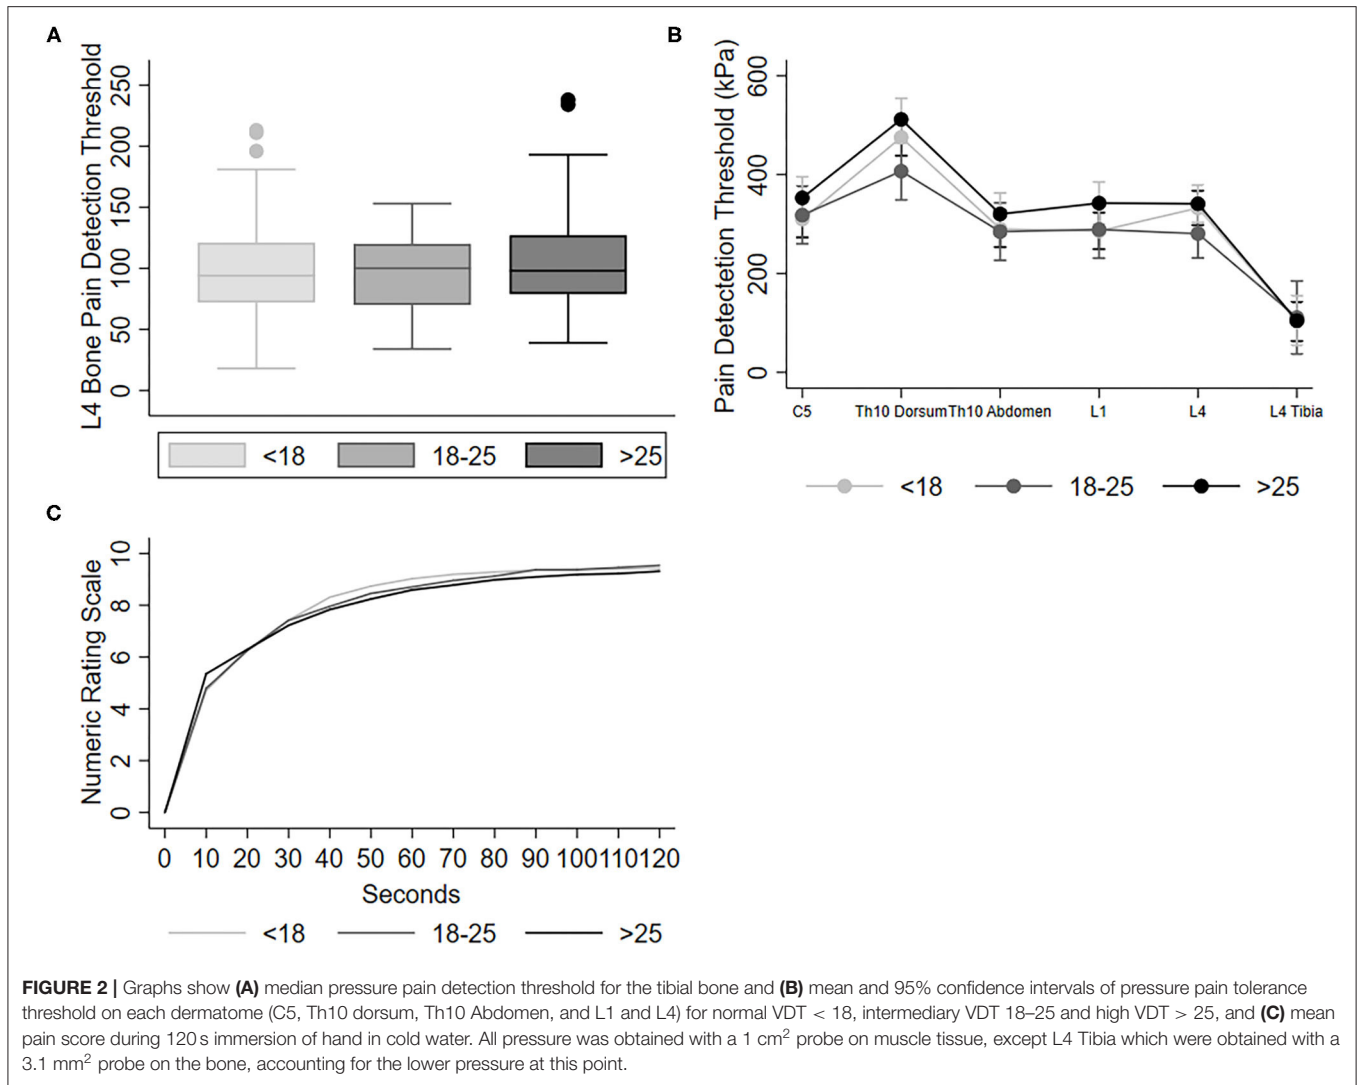 A
L4 Bone Pain Detection Threshold
250
200
150
100
50
0
<18 18-25 >25
B
Pain Dectectetion Threshold (kPa)
600
400
200
0
C5 Th10 Dorsum Th10 Abdomen L1 L4 L4 Tibia
<18 18-25 >25
C
Numeric Rating Scale
10
8
6
4
2
0
0 10 20 30 40 50 60 70 80 90 100 110 120
Seconds
<18 18-25 >25
FIGURE 2 | Graphs show (A) median pressure pain detection threshold for the tibial bone and (B) mean and 95% confidence intervals of pressure pain tolerance
threshold on each dermatome (C5, Th10 dorsum, Th10 Abdomen, and L1 and L4) for normal VDT < 18, intermediary VDT 18–25 and high VDT > 25, and (C) mean
pain score during 120 s immersion of hand in cold water. All pressure was obtained with a 1 cm² probe on muscle tissue, except L4 Tibia which were obtained with a
3.1 mm² probe on the bone, accounting for the lower pressure at this point.